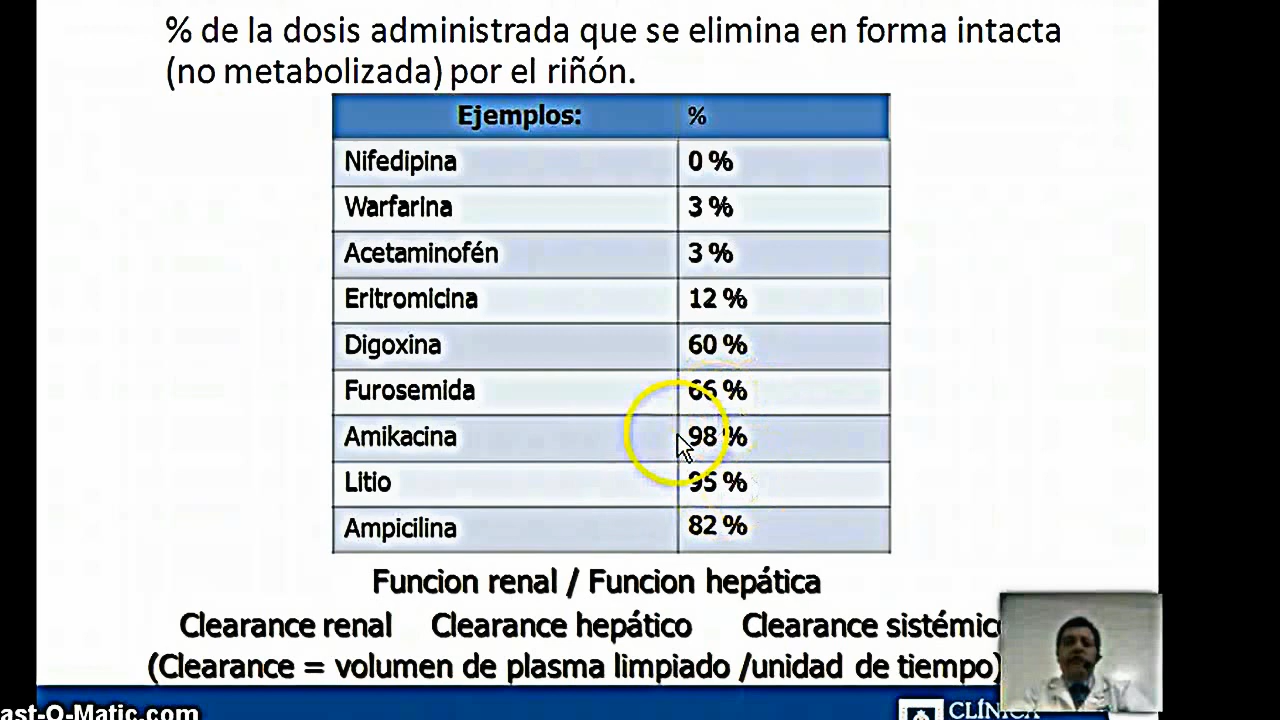 % de la dosis administrada que se elimina en forma intacta
(no metabolizada) por el riñón.
Ejemplos: %
Nifedipina 0 %
Warfarina 3 %
Acetaminofén 3 %
Eritromicina 12 %
Digoxina 60 %
Furosemida 66 %
Amikacina 98 %
Litio 95 %
Ampicilina 82 %
Funcion renal / Funcion hepática
Clearance renal Clearance hepático Clearance sistémico
(Clearance = volumen de plasma limpiado /unidad de tiempo)
ast-O-Matic.com
CLÍNICA